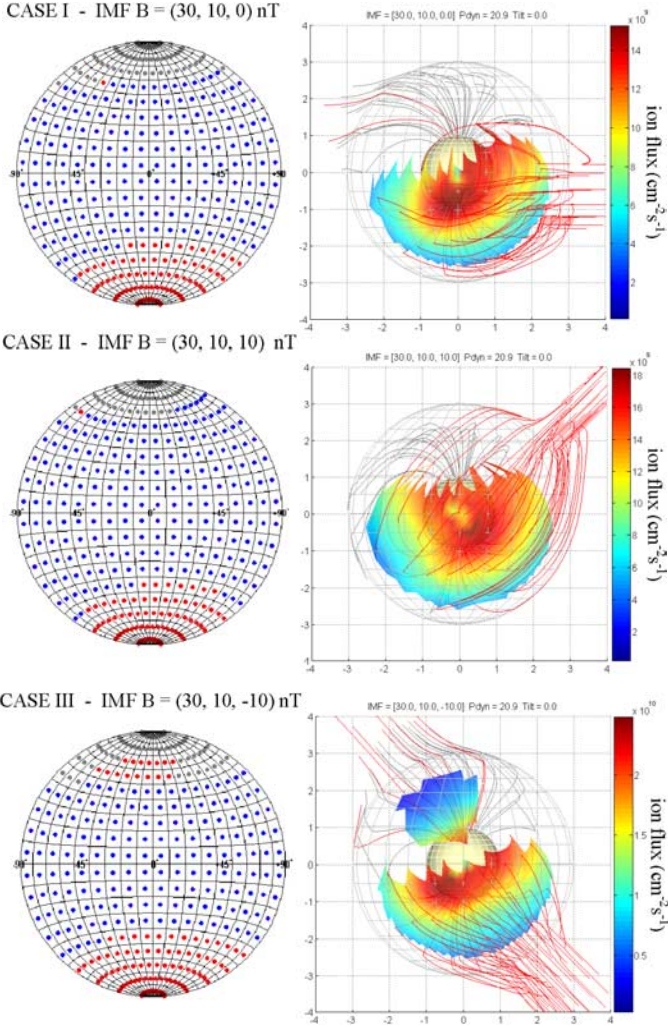 CASE I - IMF B = (30, 10, 0) nT
IMF = [30.0, 10.0, 0.0] Pdyn = 20.9 Tilt = 0.0
x 10⁹
4
3
2
1
0
-1
-2
-3
-4
-4 -3 -2 -1 0 1 2 3 4
14
12
10
8
6
4
2
ion flux (cm⁻²s⁻¹)
-90° -45° 0° -45° -90°
CASE II - IMF B = (30, 10, 10) nT
IMF = [30.0, 10.0, 10.0] Pdyn = 20.9 Tilt = 0.0
4
3
2
1
0
-1
-2
-3
-4
-4 -3 -2 -1 0 1 2 3 4
18
16
14
12
10
8
6
4
2
ion flux (cm⁻²s⁻¹)
-90° -45° 0° -45° -90°
CASE III - IMF B = (30, 10, -10) nT
IMF = [30.0, 10.0, -10.0] Pdyn = 20.9 Tilt = 0.0
x 10¹⁰
4
3
2
1
0
-1
-2
-3
-4
-4 -3 -2 -1 0 1 2 3 4
2
1.5
1
0.5
ion flux (cm⁻²s⁻¹)
-90° -45° 0° -45° -90°